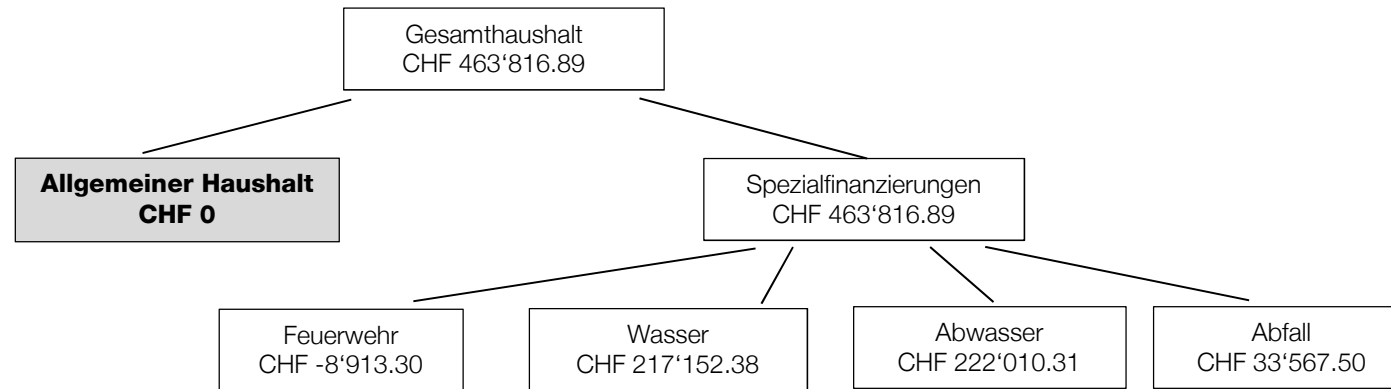 Gesamthaushalt
CHF 463‘816.89
Allgemeiner Haushalt
CHF 0
Spezialfinanzierungen
CHF 463‘816.89
Feuerwehr
CHF -8‘913.30
Wasser
CHF 217‘152.38
Abwasser
CHF 222‘010.31
Abfall
CHF 33‘567.50